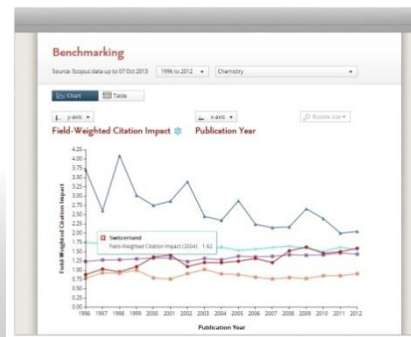 Benchmarking
Source: Scopus data up to 07 Oct 2013 1996 to 2012 Chemistry
Chart Table
y-axis x-axis Bubble size
Field-Weighted Citation Impact Publication Year
4.25
4.00
3.75
3.50
3.25
3.00
2.75
2.50
2.25
2.00
1.75
1.50
1.25
1.00
0.75
0.50
0.25
0.00
Field-Weighted Citation Impact
Switzerland
Field-Weighted Citation Impact (2004) 1.62
1996 1997 1998 1999 2000 2001 2002 2003 2004 2005 2006 2007 2008 2009 2010 2011 2012
Publication Year